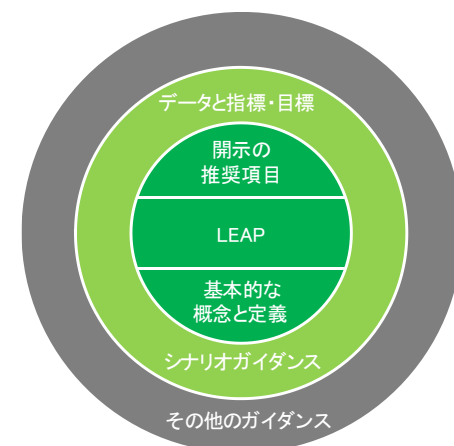 データと指標・目標
開示の
推奨項目
LEAP
基本的な
概念と定義
シナリオガイダンス
その他のガイダンス